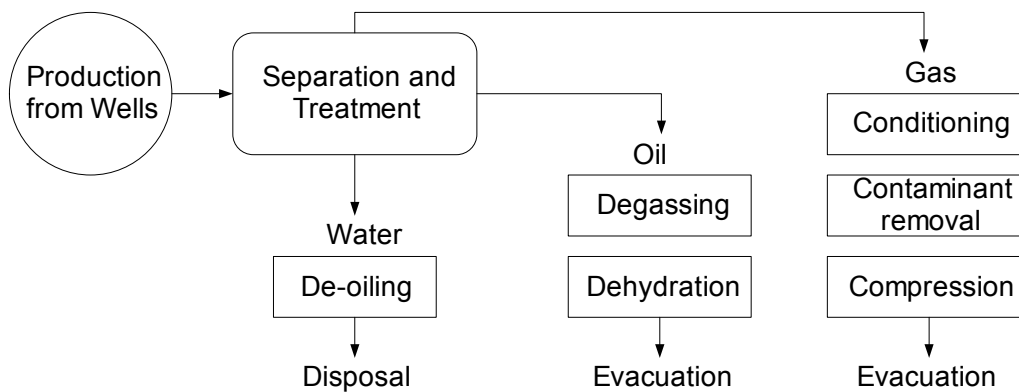 Production
from Wells
Separation and
Treatment
Gas
Conditioning
Contaminant
removal
Compression
Evacuation
Oil
Degassing
Dehydration
Evacuation
Water
De-oiling
Disposal